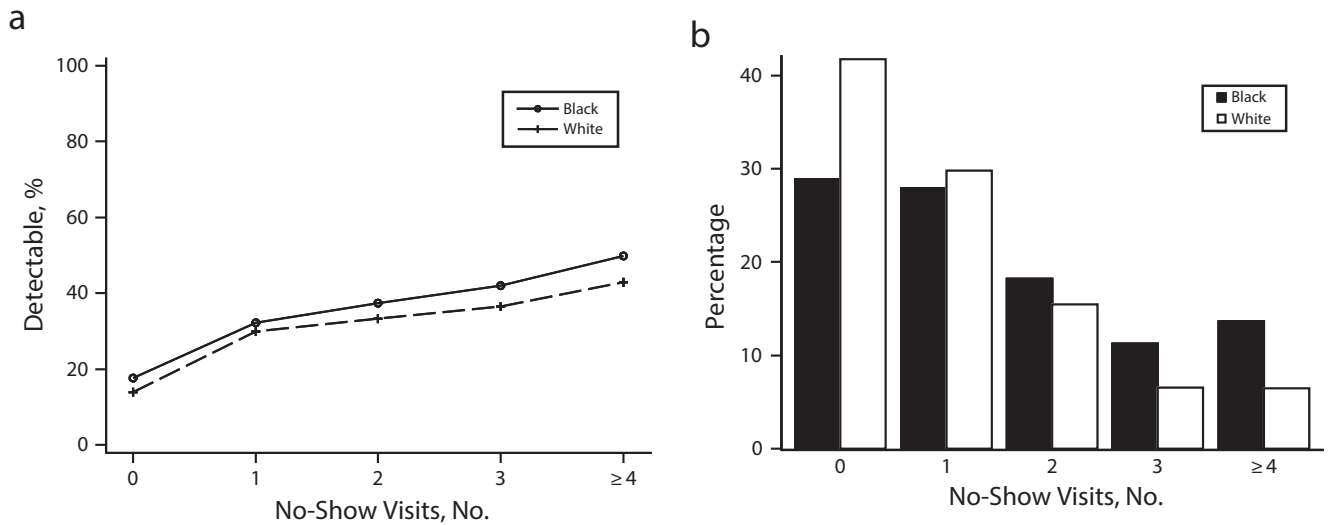 a
Detectable, %
100
80
60
40
20
0
Black
White
0 1 2 3 ≥4
No-Show Visits, No.
b
Percentage
40
30
20
10
0
Black
White
0 1 2 3 ≥4
No-Show Visits, No.